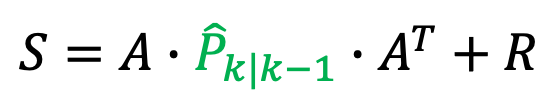 S = A · P̂ₖ|ₖ₋₁ · Aᵀ + R